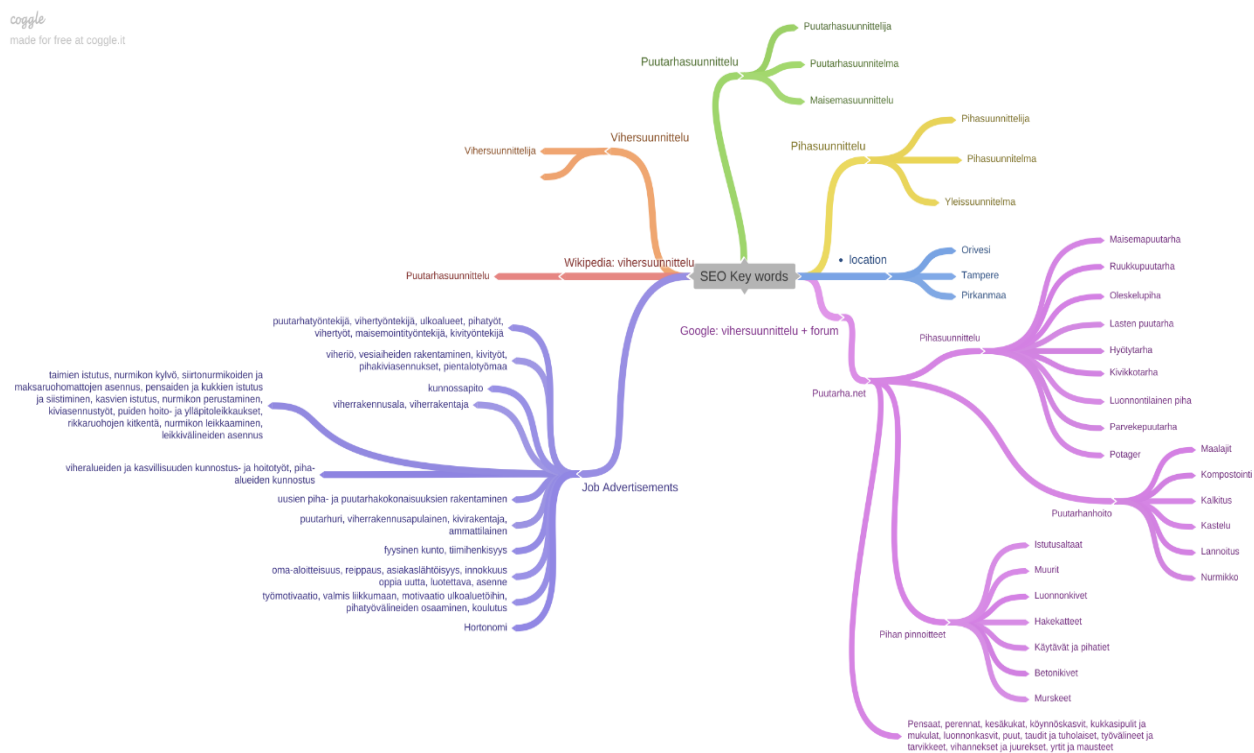 coggle
made for free at coggle.it
SEO Key words
Puutarhasuunnittelu
Puutarhasuunnittelija
Puutarhasuunnitelma
Maisemasuunnittelu
Pihasuunnittelu
Pihasuunnittelija
Pihasuunnitelma
Yleissuunnitelma
• location
Orivesi
Tampere
Pirkanmaa
Google: vihersuunnittelu + forum
Puutarha.net
Pihasuunnittelu
Maisemapuutarha
Ruukkupuutarha
Oleskelupiha
Lasten puutarha
Hyötytarha
Kivikkotarha
Luonnontilainen piha
Parvekepuutarha
Potager
Puutarhanhoito
Maalajit
Kompostointi
Kalkitus
Kastelu
Lannoitus
Nurmikko
Pihan pinnoitteet
Istutusaltaat
Muurit
Luonnonkivet
Hakekatteet
Käytävät ja pihatiet
Betonikivet
Murskeet
Pensaat, perennat, kesäkukat, köynnöskasvit, kukkasipulit ja
mukulat, luonnonkasvit, puut, taudit ja tuholaiset, työvälineet ja
tarvikkeet, vihannekset ja juurekset, yrtit ja mausteet
Vihersuunnittelu
Vihersuunnittelija
Wikipedia: vihersuunnittelu
Puutarhasuunnittelu
Job Advertisements
puutarhatyöntekijä, vihertyöntekijä, ulkoalueet, pihatyöt,
vihertyöt, maisemointityöntekijä, kivityöntekijä
viheriö, vesiaiheiden rakentaminen, kivityöt,
pihakiviasennukset, pientalotyömaa
kunnossapito
viherrakennusala, viherrakentaja
taimien istutus, nurmikon kylvö, siirtonurmikoiden ja
maksaruohomattojen asennus, pensaiden ja kukkien istutus
ja siistiminen, kasvien istutus, nurmikon perustaminen,
kiviasennustyöt, puiden hoito- ja ylläpitoleikkaukset,
rikkaruohojen kitkentä, nurmikon leikkaaminen,
leikkivälineiden asennus
viheralueiden ja kasvillisuuden kunnostus- ja hoitotyöt, piha-
alueiden kunnostus
uusien piha- ja puutarhakokonaisuuksien rakentaminen
puutarhuri, viherrakennusapulainen, kivirakentaja,
ammattilainen
fyysinen kunto, tiimihenkisyys
oma-aloitteisuus, reippaus, asiakaslähtöisyys, innokkuus
oppia uutta, luotettava, asenne
työmotivaatio, valmis liikkumaan, motivaatio ulkoaluetöihin,
pihatyövälineiden osaaminen, koulutus
Hortonomi